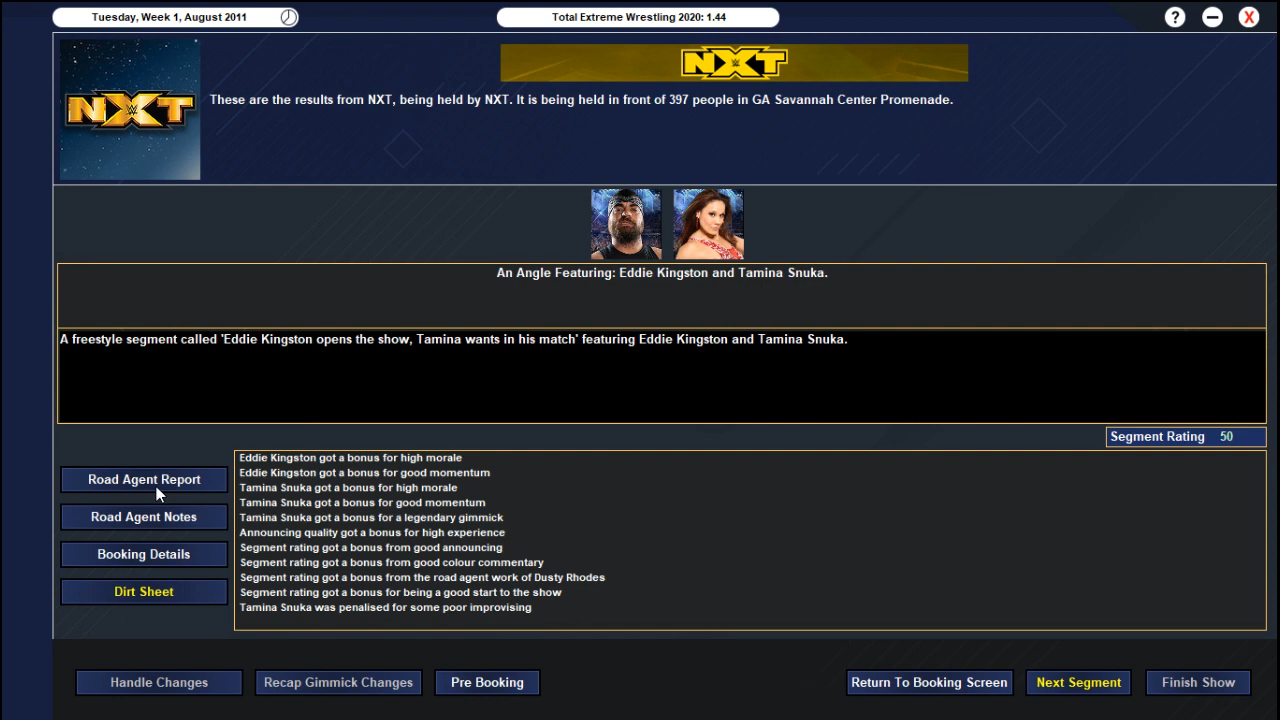 Tuesday, Week 1, August 2011
Total Extreme Wrestling 2020: 1.44
?
X
NXT
NXT
These are the results from NXT, being held by NXT. It is being held in front of 397 people in GA Savannah Center Promenade.
An Angle Featuring: Eddie Kingston and Tamina Snuka.
A freestyle segment called 'Eddie Kingston opens the show, Tamina wants in his match' featuring Eddie Kingston and Tamina Snuka.
Segment Rating 50
Road Agent Report
Road Agent Notes
Booking Details
Dirt Sheet
Eddie Kingston got a bonus for high morale
Eddie Kingston got a bonus for good momentum
Tamina Snuka got a bonus for high morale
Tamina Snuka got a bonus for good momentum
Tamina Snuka got a bonus for a legendary gimmick
Announcing quality got a bonus for high experience
Segment rating got a bonus from good announcing
Segment rating got a bonus from good colour commentary
Segment rating got a bonus from the road agent work of Dusty Rhodes
Segment rating got a bonus for being a good start to the show
Tamina Snuka was penalised for some poor improvising
Handle Changes
Recap Gimmick Changes
Pre Booking
Return To Booking Screen
Next Segment
Finish Show